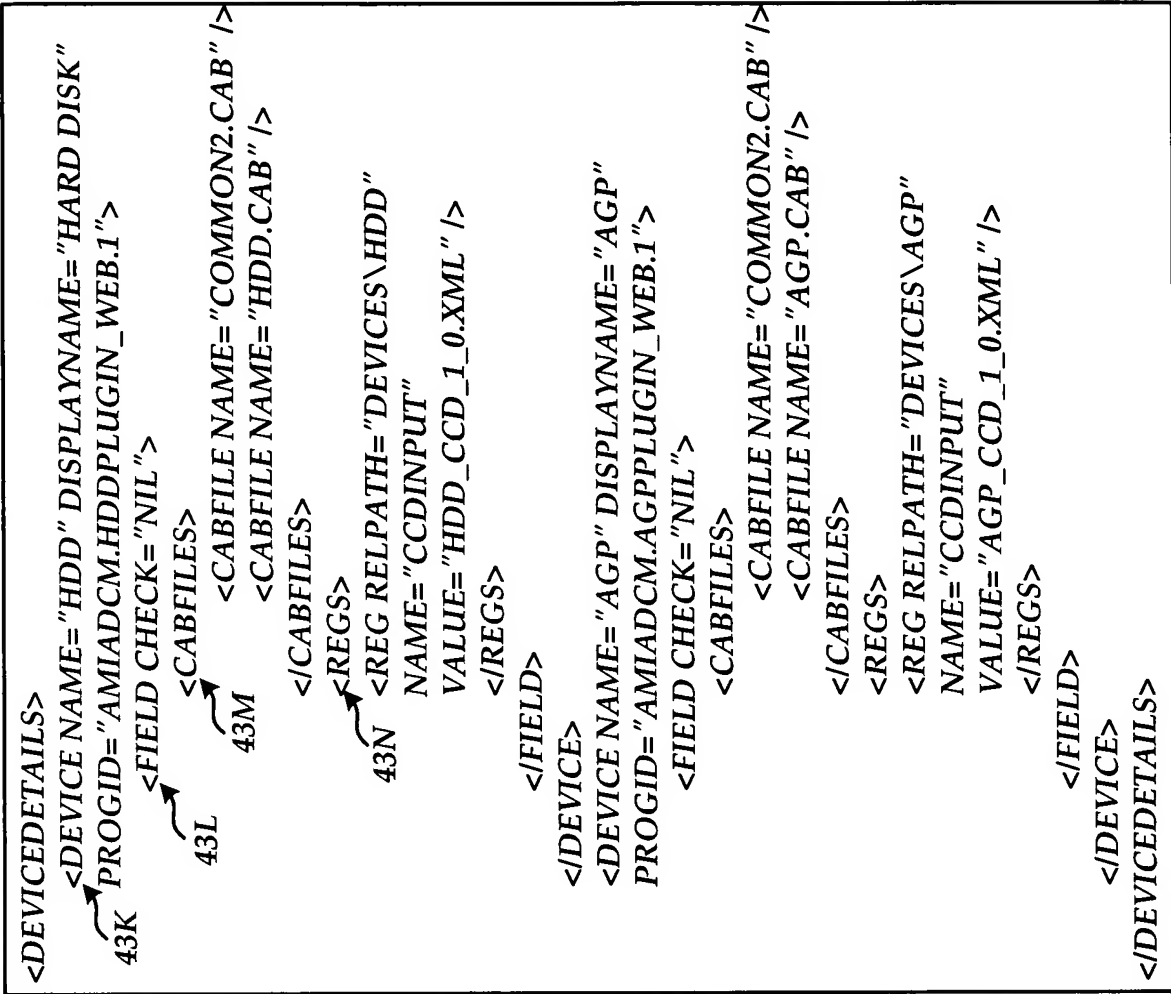 <DEVICEDETAILS>
<DEVICE NAME="HDD" DISPLAYNAME="HARD DISK"
PROGID="AMIADCM.HDDPLUGIN_WEB.1">
43K
<FIELD CHECK="NIL">
43L
<CABFILES>
43M
<CABFILE NAME="COMMON2.CAB" />
<CABFILE NAME="HDD.CAB" />
</CABFILES>
<REGS>
43N
<REG RELPATH="DEVICES\HDD"
NAME="CCDINPUT"
VALUE="HDD_CCD_1_0.XML" />
</REGS>
</FIELD>
</DEVICE>
<DEVICE NAME="AGP" DISPLAYNAME="AGP"
PROGID="AMIADCM.AGPPLUGIN_WEB.1">
<FIELD CHECK="NIL">
<CABFILES>
<CABFILE NAME="COMMON2.CAB" />
<CABFILE NAME="AGP.CAB" />
</CABFILES>
<REGS>
<REG RELPATH="DEVICES\AGP"
NAME="CCDINPUT"
VALUE="AGP_CCD_1_0.XML" />
</REGS>
</FIELD>
</DEVICE>
</DEVICEDETAILS>